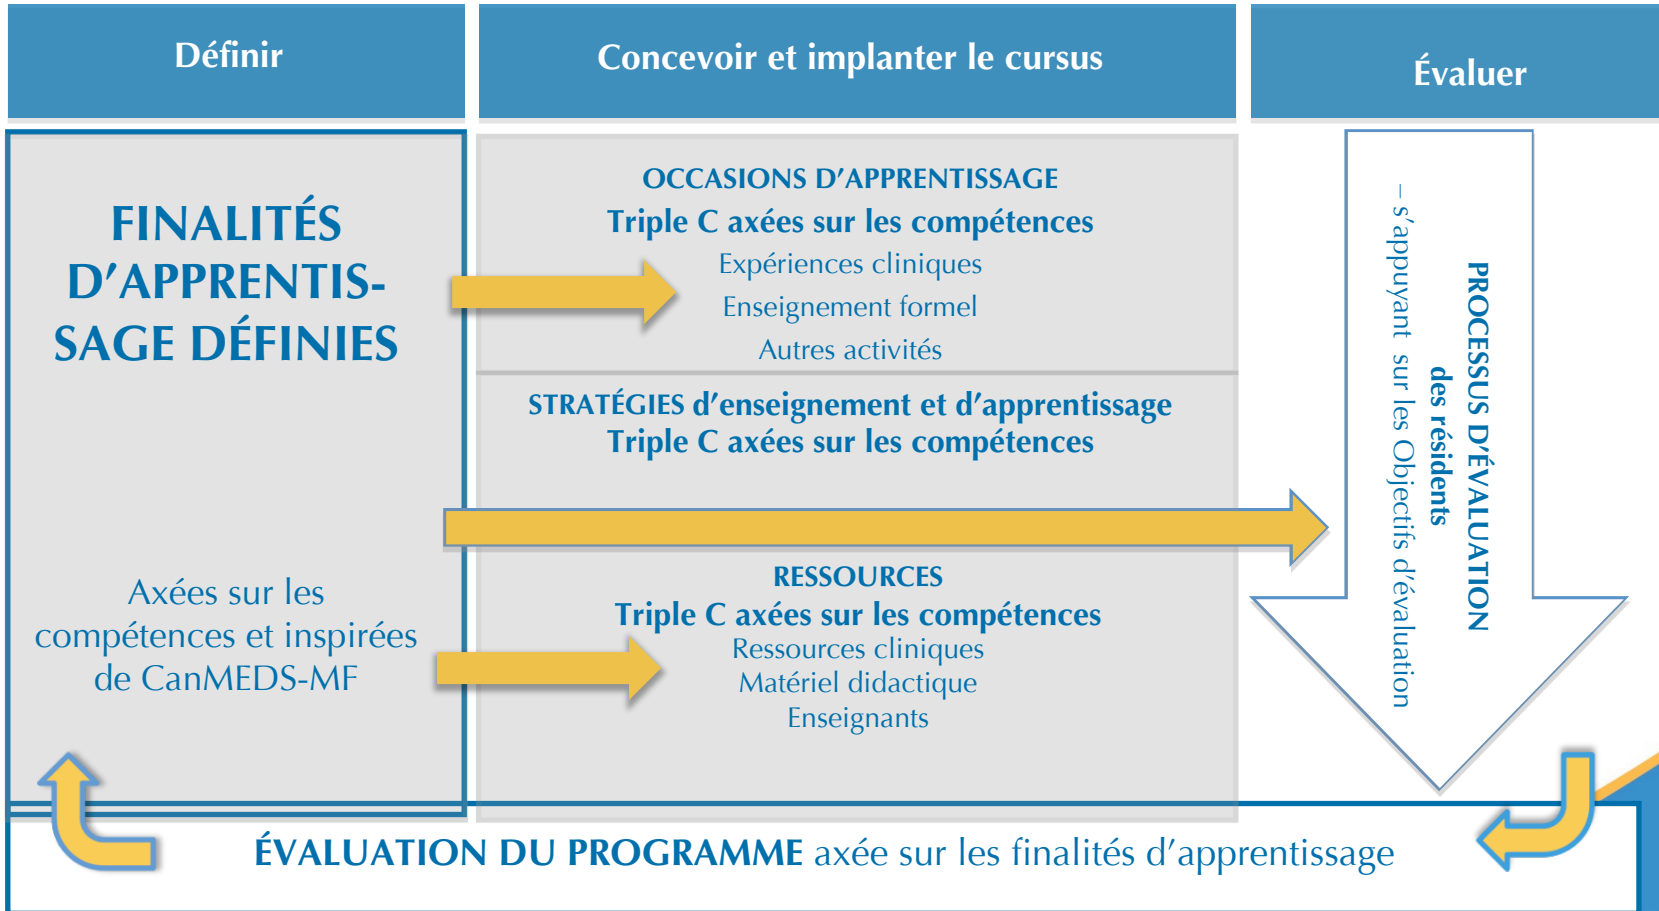 Définir
Concevoir et implanter le cursus
Évaluer
FINALITÉS
D’APPRENTIS-
SAGE DÉFINIES
Axées sur les
compétences et inspirées
de CanMEDS-MF
OCCASIONS D’APPRENTISSAGE
Triple C axées sur les compétences
Expériences cliniques
Enseignement formel
Autres activités
STRATÉGIES d’enseignement et d’apprentissage
Triple C axées sur les compétences
RESSOURCES
Triple C axées sur les compétences
Ressources cliniques
Matériel didactique
Enseignants
PROCESSUS D’ÉVALUATION
des résidents
– s’appuyant sur les Objectifs d’évaluation
ÉVALUATION DU PROGRAMME axée sur les finalités d’apprentissage